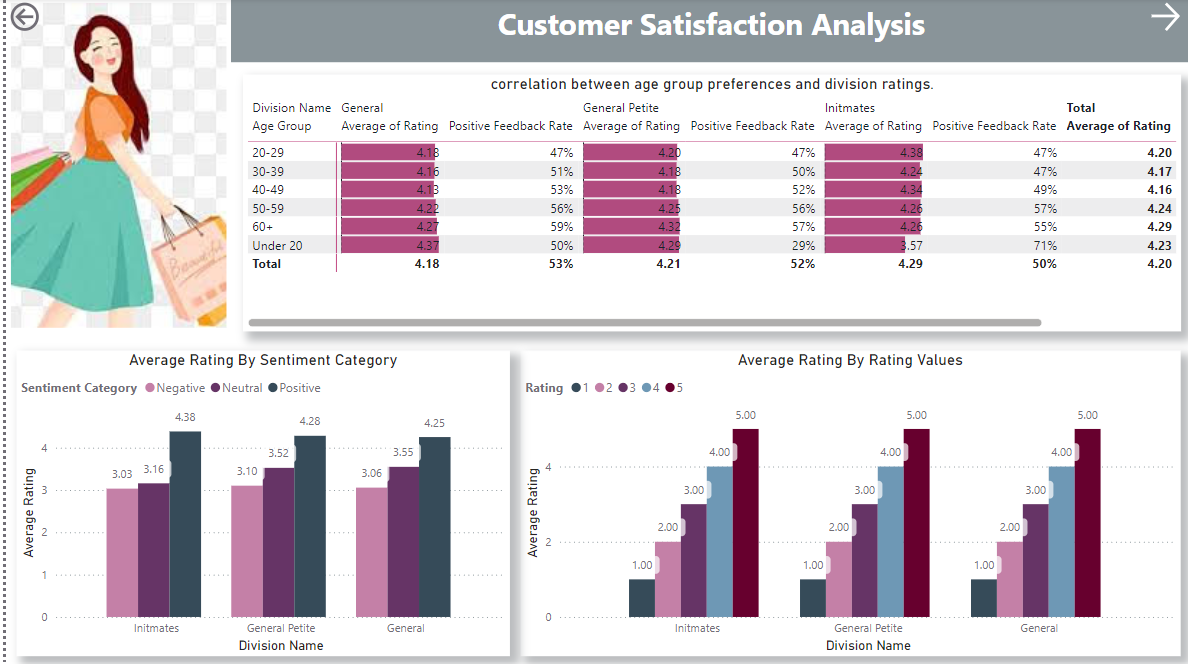 Customer Satisfaction Analysis
correlation between age group preferences and division ratings.
Division Name General General Petite Initmates Total
Age Group Average of Rating Positive Feedback Rate Average of Rating Positive Feedback Rate Average of Rating Positive Feedback Rate Average of Rating
20-29 4.18 47% 4.20 47% 4.38 47% 4.20
30-39 4.16 51% 4.18 50% 4.24 47% 4.17
40-49 4.13 53% 4.18 52% 4.34 49% 4.16
50-59 4.22 56% 4.25 56% 4.26 57% 4.24
60+ 4.27 59% 4.32 57% 4.26 55% 4.29
Under 20 4.37 50% 4.29 29% 3.57 71% 4.23
Total 4.18 53% 4.21 52% 4.29 50% 4.20
Average Rating By Sentiment Category
Sentiment Category Negative Neutral Positive
Average Rating
4
3
2
1
0
3.03 3.16 4.38
3.10 3.52 4.28
3.06 3.55 4.25
Initmates General Petite General
Division Name
Average Rating By Rating Values
Rating 1 2 3 4 5
Average Rating
4
2
0
1.00 2.00 3.00 4.00 5.00
1.00 2.00 3.00 4.00 5.00
1.00 2.00 3.00 4.00 5.00
Initmates General Petite General
Division Name